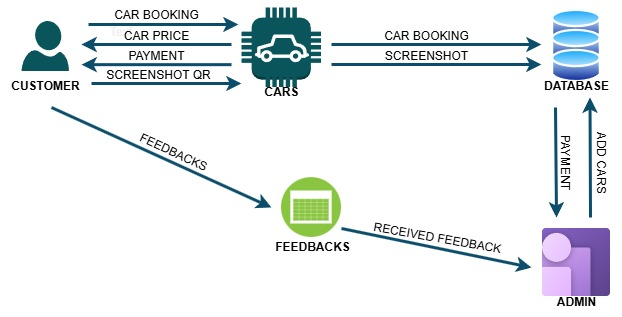 CAR BOOKING
CAR PRICE
PAYMENT
SCREENSHOT QR
CUSTOMER
CARS
CAR BOOKING
SCREENSHOT
DATABASE
FEEDBACKS
PAYMENT
ADD CARS
FEEDBACKS
RECEIVED FEEDBACK
ADMIN